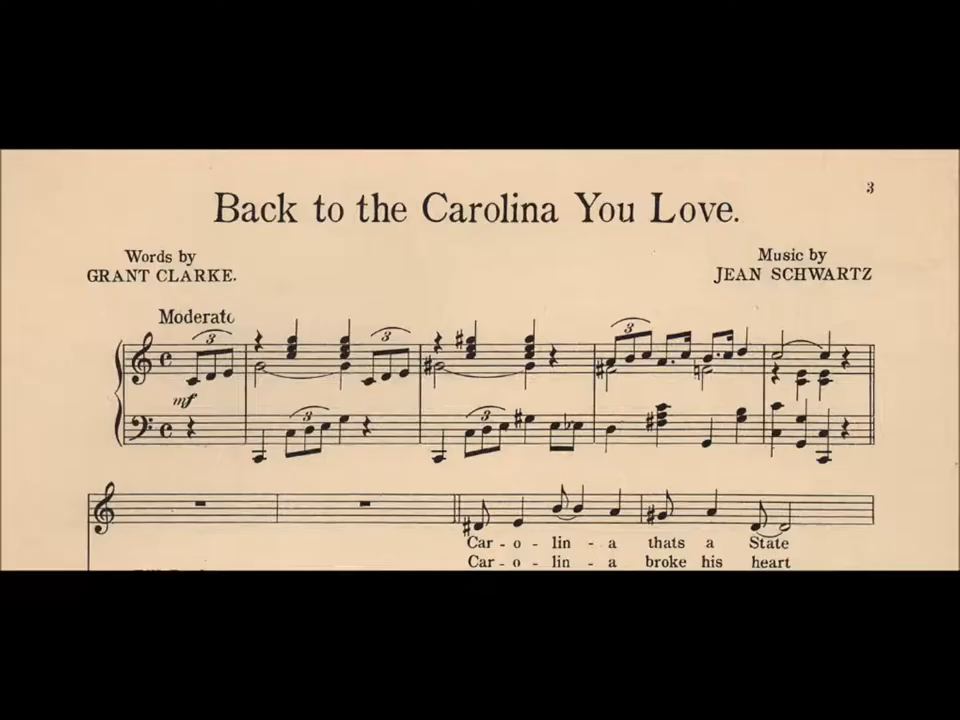 3
Back to the Carolina You Love.
Words by
GRANT CLARKE.
Music by
JEAN SCHWARTZ
Moderato
3 3 3
mf
3 3
Car - o - lin - a thats a State
Car - o - lin - a broke his heart